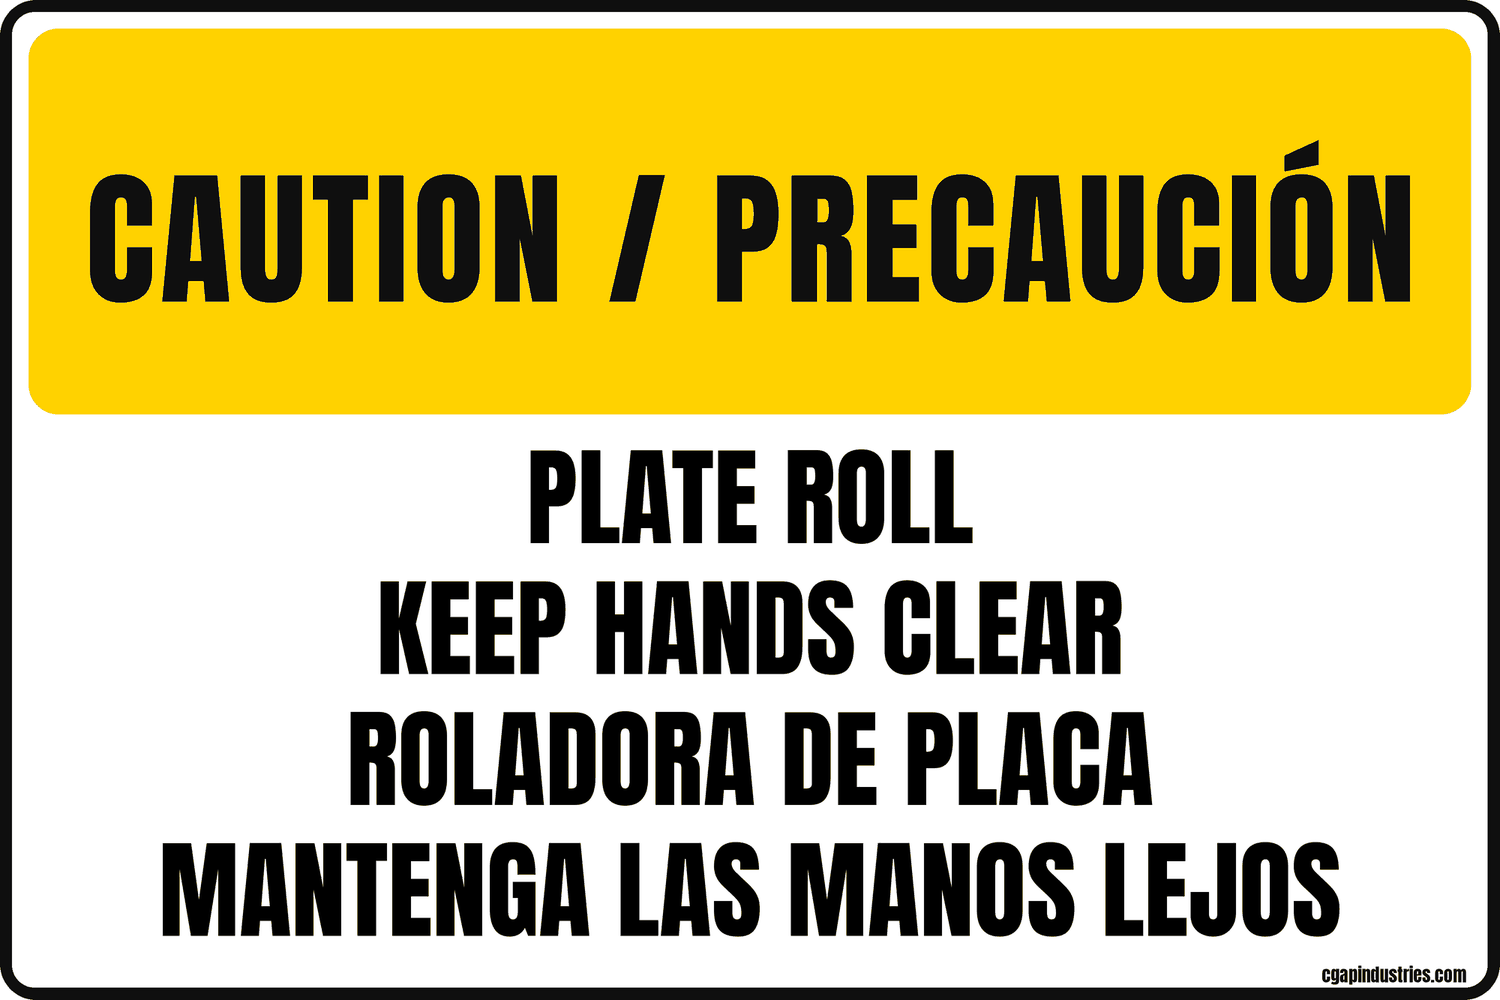 CAUTION / PRECAUCIÓN
PLATE ROLL
KEEP HANDS CLEAR
ROLADORA DE PLACA
MANTENGA LAS MANOS LEJOS
cgapindustries.com